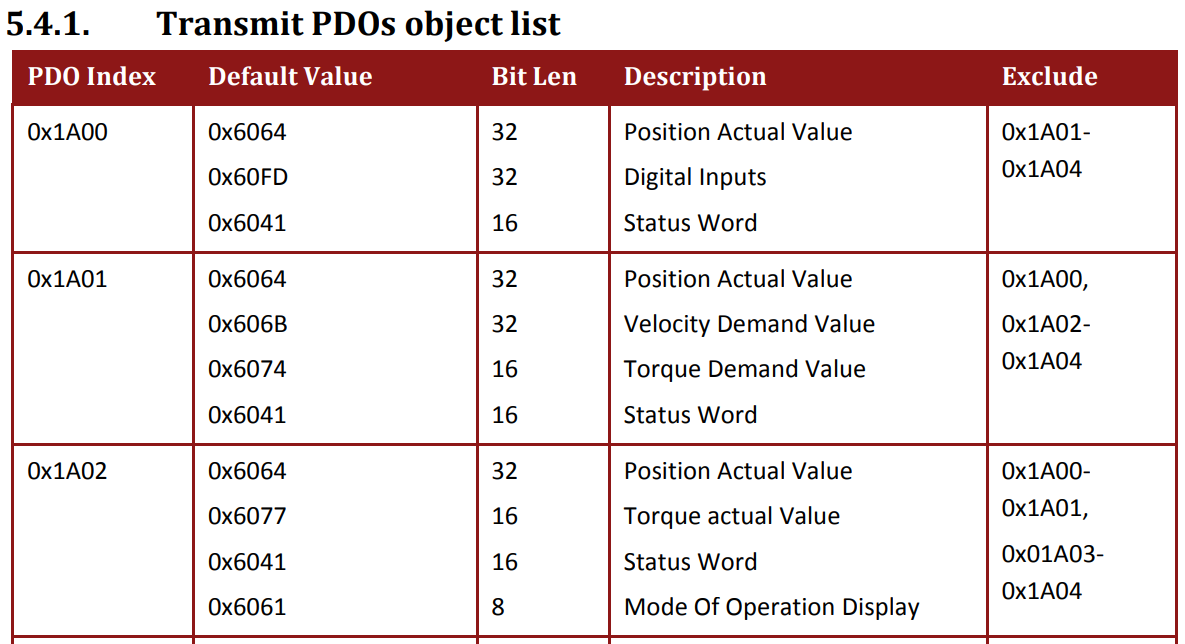 5.4.1. Transmit PDOs object list
PDO Index Default Value Bit Len Description Exclude
0x1A00 0x6064 32 Position Actual Value 0x1A01-
0x1A04
0x60FD 32 Digital Inputs
0x6041 16 Status Word
0x1A01 0x6064 32 Position Actual Value 0x1A00,
0x606B 32 Velocity Demand Value 0x1A02-
0x1A04
0x6074 16 Torque Demand Value
0x6041 16 Status Word
0x1A02 0x6064 32 Position Actual Value 0x1A00-
0x1A01,
0x6077 16 Torque actual Value
0x6041 16 Status Word 0x01A03-
0x1A04
0x6061 8 Mode Of Operation Display